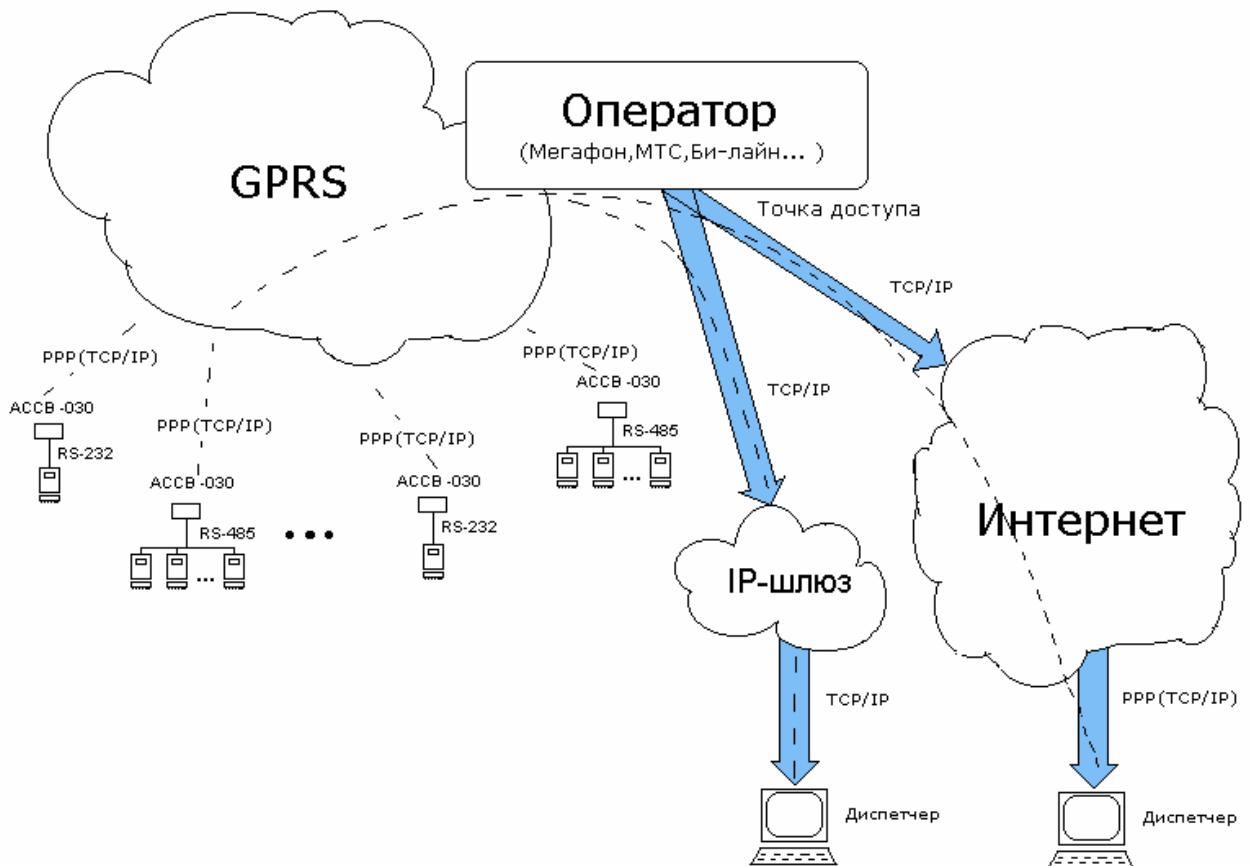 Оператор
(Мегафон,МТС,Би-лайн... )
GPRS
Точка доступа
TCP/IP
PPP(TCP/IP)
PPP(TCP/IP)
TCP/IP
ACCB-030
ACCB-030
PPP(TCP/IP)
RS-485
PPP(TCP/IP)
RS-232
ACCB-030
ACCB-030
...
RS-485
...
RS-232
Интернет
...
IP-шлюз
TCP/IP
PPP(TCP/IP)
Диспетчер
Диспетчер